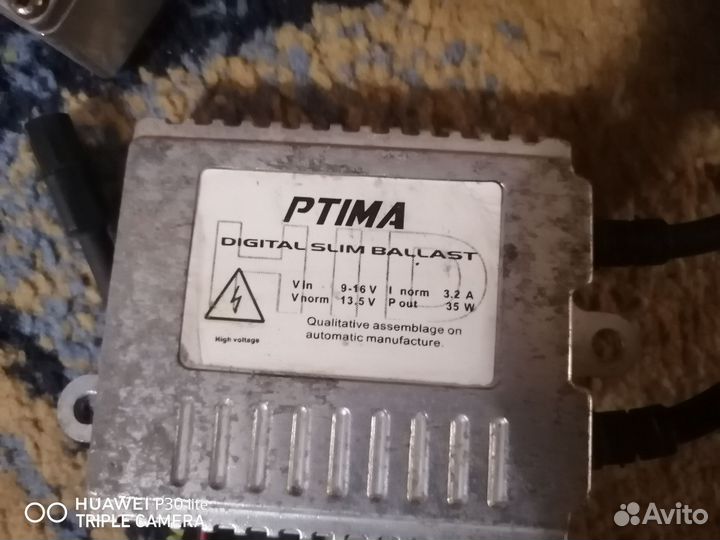 PTIMA
DIGITAL SLIM BALLAST
HID
V in 9-16 V I norm 3.2 A
V norm 13.5 V P out 35 W
Qualitative assemblage on
automatic manufacture.
High voltage
HUAWEI P30 lite
TRIPLE CAMERA
Avito